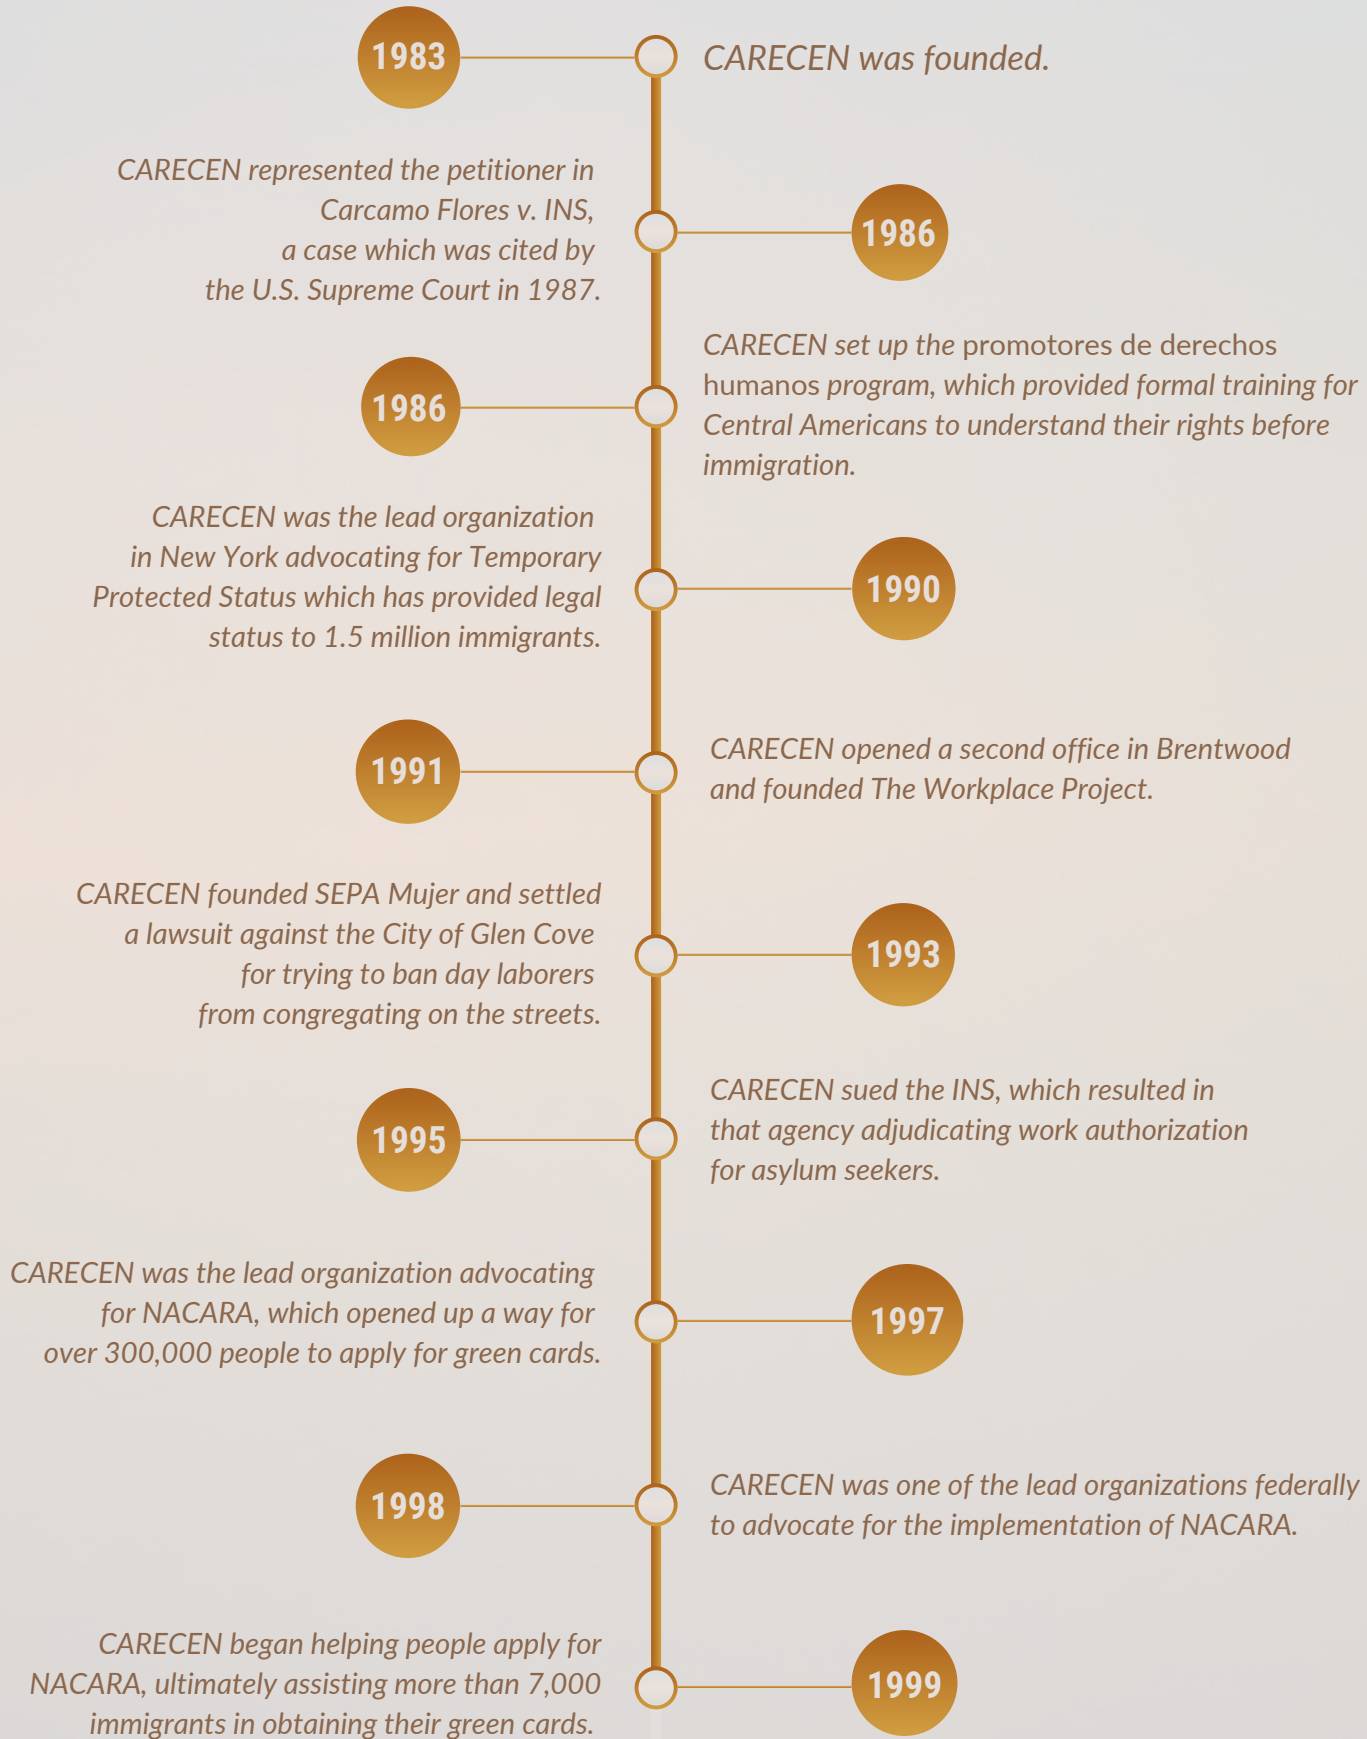 1983
CARECEN was founded.
CARECEN represented the petitioner in
Carcamo Flores v. INS,
a case which was cited by
the U.S. Supreme Court in 1987.
1986
1986
CARECEN set up the promotores de derechos
humanos program, which provided formal training for
Central Americans to understand their rights before
immigration.
CARECEN was the lead organization
in New York advocating for Temporary
Protected Status which has provided legal
status to 1.5 million immigrants.
1990
1991
CARECEN opened a second office in Brentwood
and founded The Workplace Project.
CARECEN founded SEPA Mujer and settled
a lawsuit against the City of Glen Cove
for trying to ban day laborers
from congregating on the streets.
1993
1995
CARECEN sued the INS, which resulted in
that agency adjudicating work authorization
for asylum seekers.
CARECEN was the lead organization advocating
for NACARA, which opened up a way for
over 300,000 people to apply for green cards.
1997
1998
CARECEN was one of the lead organizations federally
to advocate for the implementation of NACARA.
CARECEN began helping people apply for
NACARA, ultimately assisting more than 7,000
immigrants in obtaining their green cards.
1999